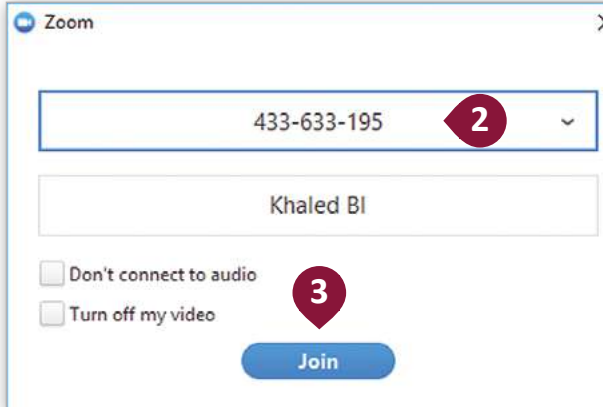 Zoom
433-633-195
2
Khaled BI
Don't connect to audio
3
Turn off my video
Join